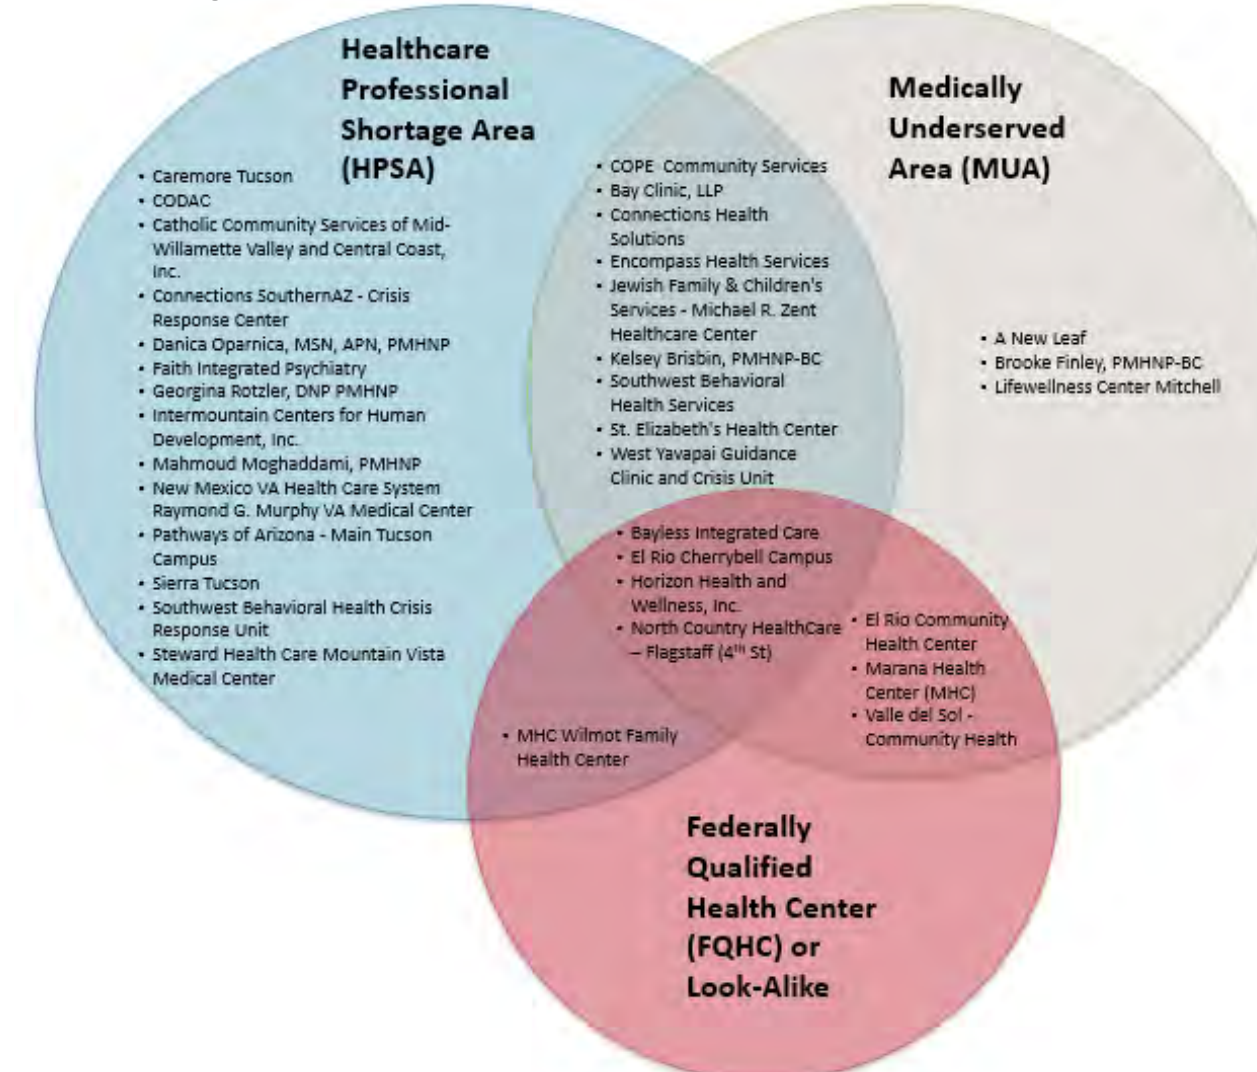 Healthcare
Professional
Shortage Area
(HPSA)
• Caremore Tucson
• CODAC
• Catholic Community Services of Mid-
Willamette Valley and Central Coast,
Inc.
• Connections SouthernAZ - Crisis
Response Center
• Danica Oparnica, MSN, APN, PMHNP
• Faith Integrated Psychiatry
• Georgina Rotzler, DNP PMHNP
• Intermountain Centers for Human
Development, Inc.
• Mahmoud Moghaddami, PMHNP
• New Mexico VA Health Care System
Raymond G. Murphy VA Medical Center
• Pathways of Arizona - Main Tucson
Campus
• Sierra Tucson
• Southwest Behavioral Health Crisis
Response Unit
• Steward Health Care Mountain Vista
Medical Center
• COPE Community Services
• Bay Clinic, LLP
• Connections Health
Solutions
• Encompass Health Services
• Jewish Family & Children's
Services - Michael R. Zent
Healthcare Center
• Kelsey Brisbin, PMHNP-BC
• Southwest Behavioral
Health Services
• St. Elizabeth's Health Center
• West Yavapai Guidance
Clinic and Crisis Unit
Medically
Underserved
Area (MUA)
• A New Leaf
• Brooke Finley, PMHNP-BC
• Lifewellness Center Mitchell
• Bayless Integrated Care
• El Rio Cherrybell Campus
• Horizon Health and
Wellness, Inc.
• North Country HealthCare
– Flagstaff (4th St)
• El Rio Community
Health Center
• Marana Health
Center (MHC)
• Valle del Sol -
Community Health
• MHC Wilmot Family
Health Center
Federally
Qualified
Health Center
(FQHC) or
Look-Alike